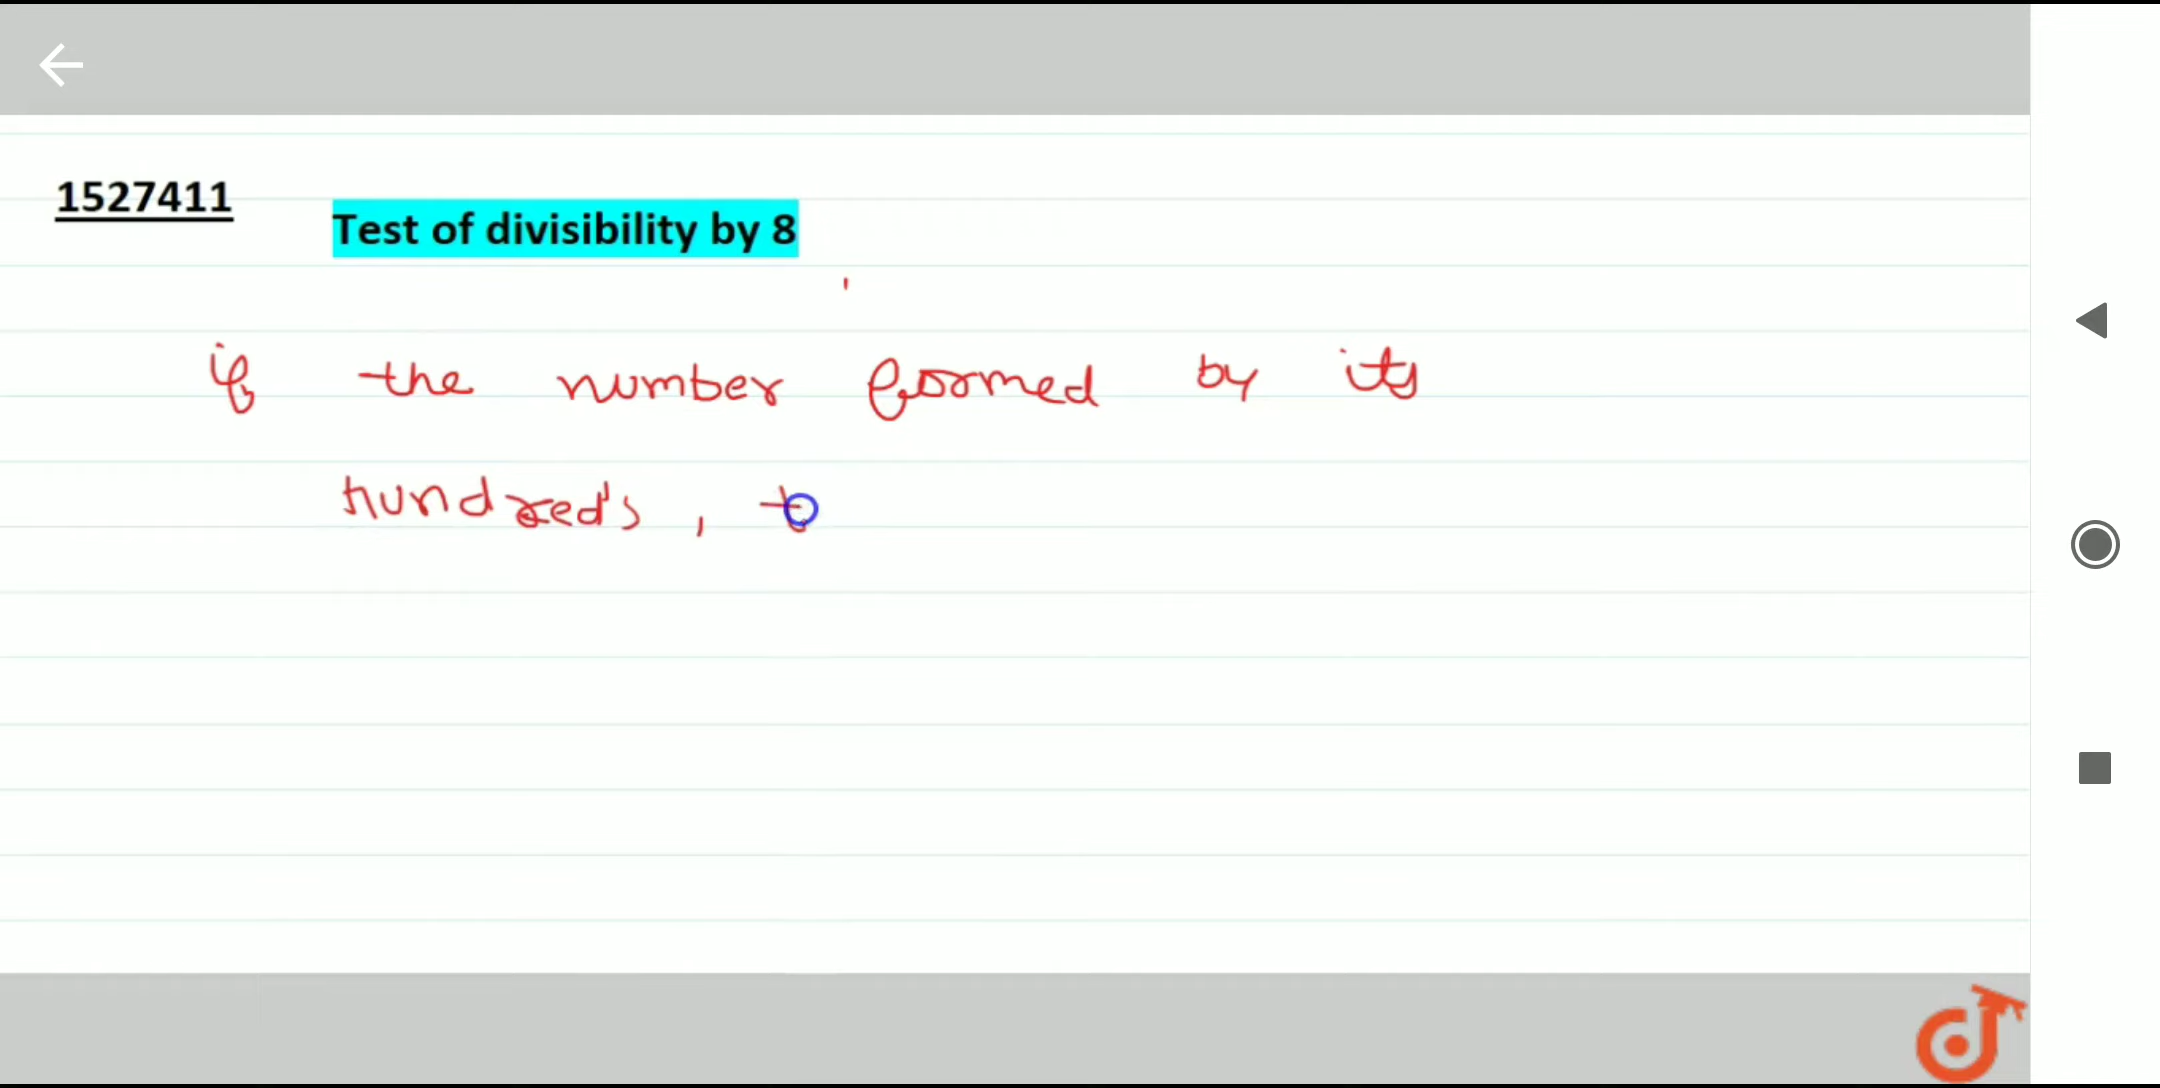 1527411
Test of divisibility by 8
if the number formed by its
hundred's , t